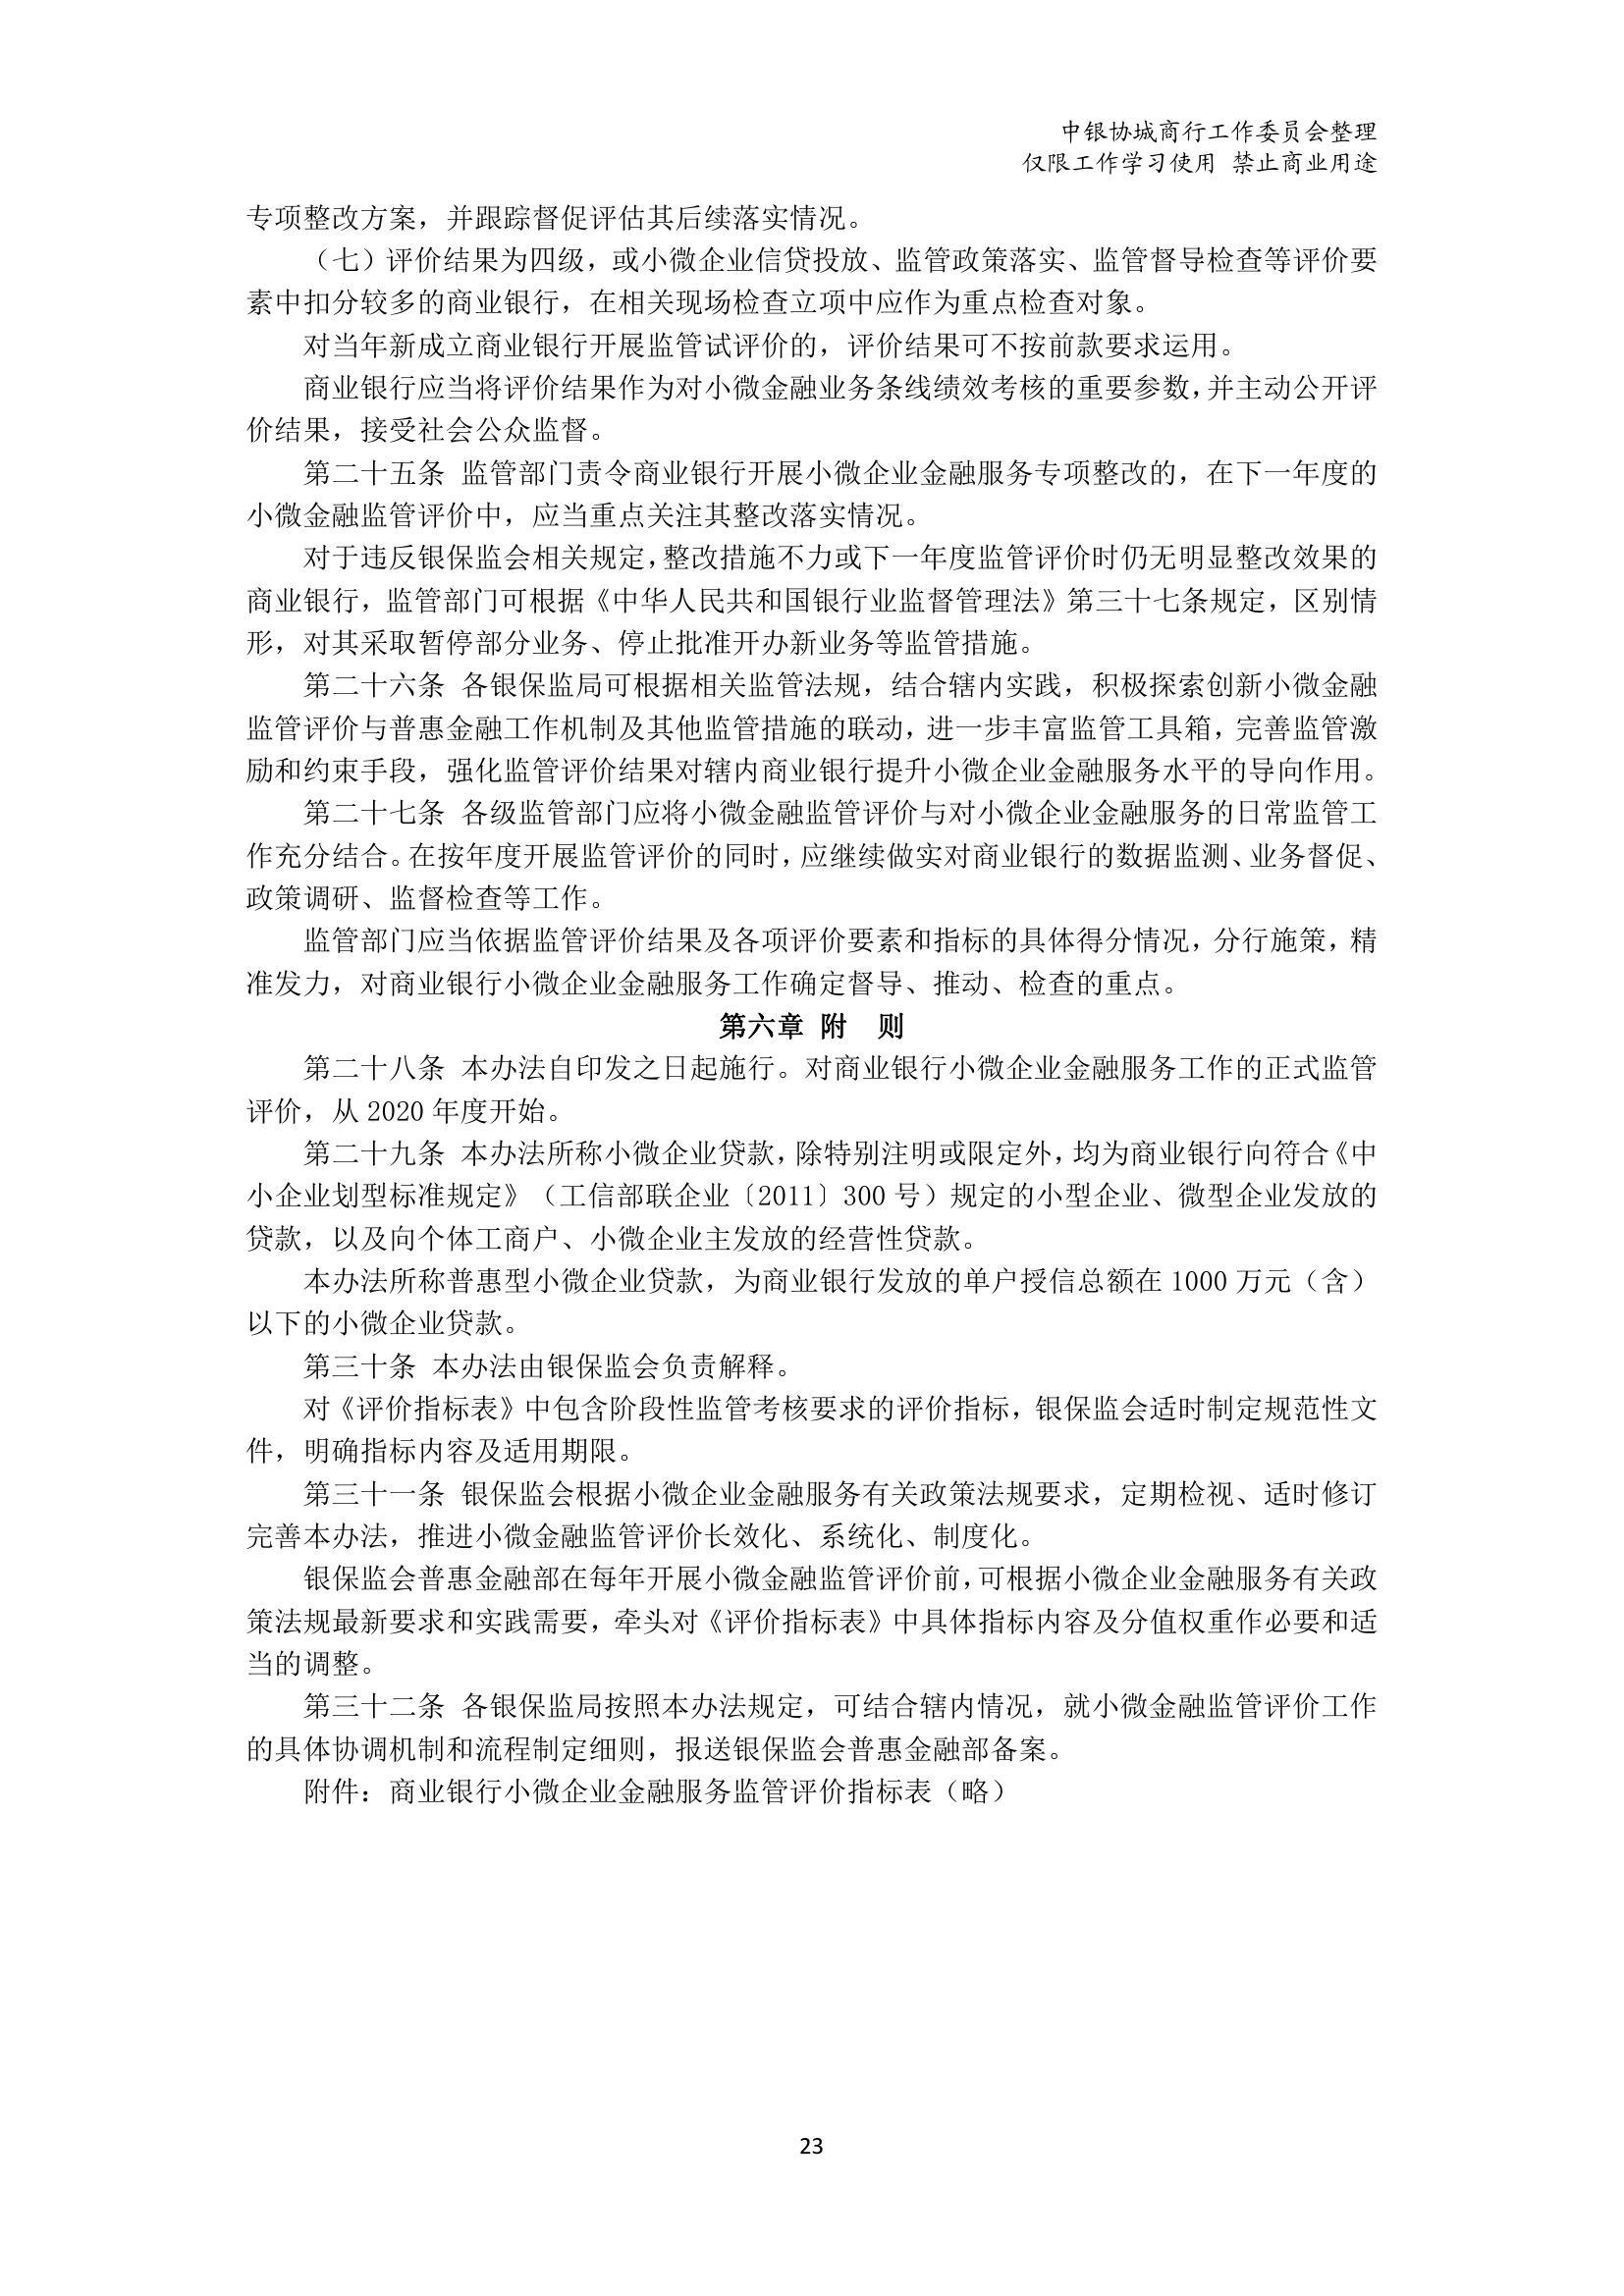 中银协城商行工作委员会整理
仅限工作学习使用 禁止商业用途
专项整改方案，并跟踪督促评估其后续落实情况。
（七）评价结果为四级，或小微企业信贷投放、监管政策落实、监管督导检查等评价要
素中扣分较多的商业银行，在相关现场检查立项中应作为重点检查对象。
对当年新成立商业银行开展监管试评价的，评价结果可不按前款要求运用。
商业银行应当将评价结果作为对小微金融业务条线绩效考核的重要参数，并主动公开评
价结果，接受社会公众监督。
第二十五条 监管部门责令商业银行开展小微企业金融服务专项整改的，在下一年度的
小微金融监管评价中，应当重点关注其整改落实情况。
对于违反银保监会相关规定，整改措施不力或下一年度监管评价时仍无明显整改效果的
商业银行，监管部门可根据《中华人民共和国银行业监督管理法》第三十七条规定，区别情
形，对其采取暂停部分业务、停止批准开办新业务等监管措施。
第二十六条 各银保监局可根据相关监管法规，结合辖内实践，积极探索创新小微金融
监管评价与普惠金融工作机制及其他监管措施的联动，进一步丰富监管工具箱，完善监管激
励和约束手段，强化监管评价结果对辖内商业银行提升小微企业金融服务水平的导向作用。
第二十七条 各级监管部门应将小微金融监管评价与对小微企业金融服务的日常监管工
作充分结合。在按年度开展监管评价的同时，应继续做实对商业银行的数据监测、业务督促、
政策调研、监督检查等工作。
监管部门应当依据监管评价结果及各项评价要素和指标的具体得分情况，分行施策，精
准发力，对商业银行小微企业金融服务工作确定督导、推动、检查的重点。
第六章 附　则
第二十八条 本办法自印发之日起施行。对商业银行小微企业金融服务工作的正式监管
评价，从 2020 年度开始。
第二十九条 本办法所称小微企业贷款，除特别注明或限定外，均为商业银行向符合《中
小企业划型标准规定》（工信部联企业〔2011〕300 号）规定的小型企业、微型企业发放的
贷款，以及向个体工商户、小微企业主发放的经营性贷款。
本办法所称普惠型小微企业贷款，为商业银行发放的单户授信总额在 1000 万元（含）
以下的小微企业贷款。
第三十条 本办法由银保监会负责解释。
对《评价指标表》中包含阶段性监管考核要求的评价指标，银保监会适时制定规范性文
件，明确指标内容及适用期限。
第三十一条 银保监会根据小微企业金融服务有关政策法规要求，定期检视、适时修订
完善本办法，推进小微金融监管评价长效化、系统化、制度化。
银保监会普惠金融部在每年开展小微金融监管评价前，可根据小微企业金融服务有关政
策法规最新要求和实践需要，牵头对《评价指标表》中具体指标内容及分值权重作必要和适
当的调整。
第三十二条 各银保监局按照本办法规定，可结合辖内情况，就小微金融监管评价工作
的具体协调机制和流程制定细则，报送银保监会普惠金融部备案。
附件：商业银行小微企业金融服务监管评价指标表（略）
23